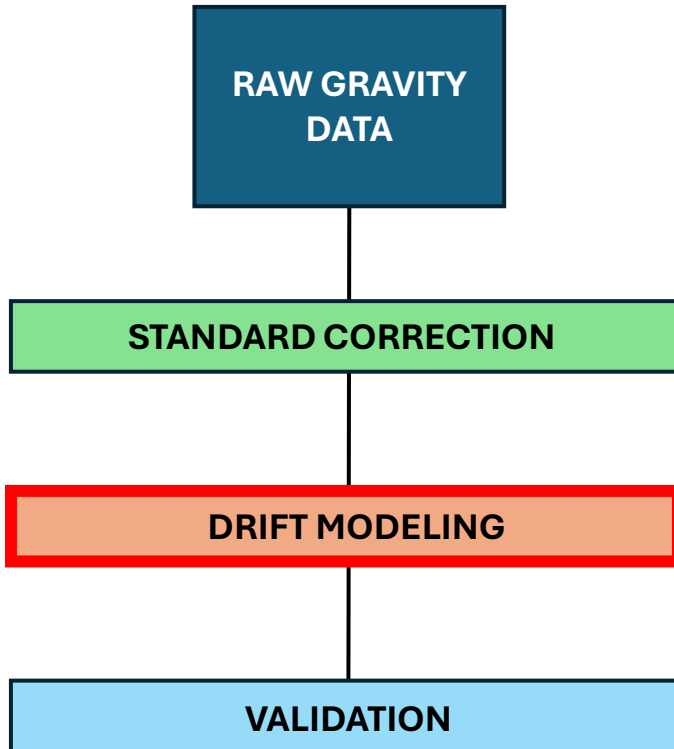 RAW GRAVITY
DATA
STANDARD CORRECTION
DRIFT MODELING
VALIDATION